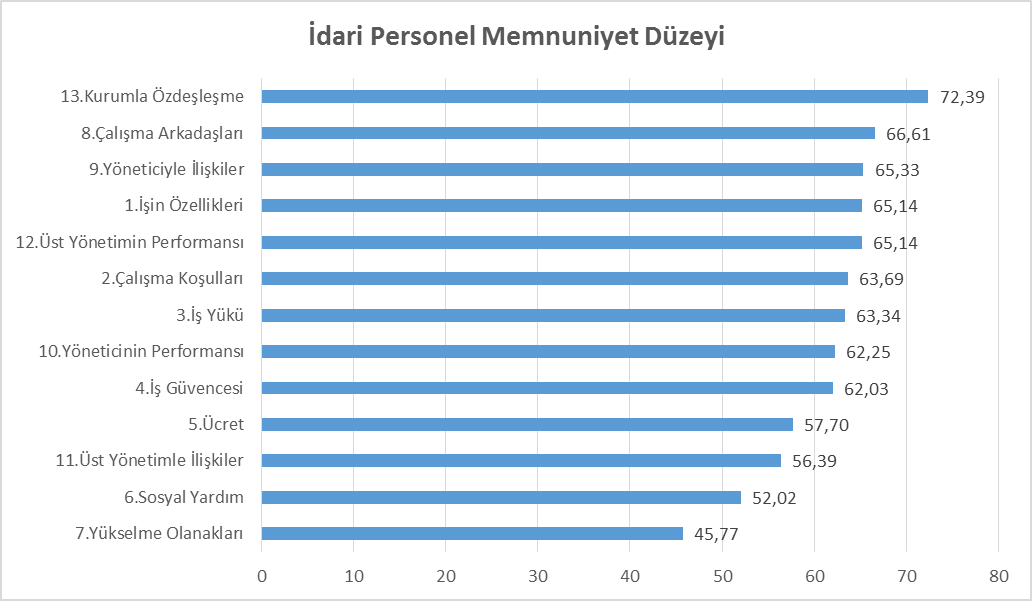 İdari Personel Memnuniyet Düzeyi
13.Kurumla Özdeşleşme 72,39
8.Çalışma Arkadaşları 66,61
9.Yöneticiyle İlişkiler 65,33
1.İşin Özellikleri 65,14
12.Üst Yönetimin Performansı 65,14
2.Çalışma Koşulları 63,69
3.İş Yükü 63,34
10.Yöneticinin Performansı 62,25
4.İş Güvencesi 62,03
5.Ücret 57,70
11.Üst Yönetimle İlişkiler 56,39
6.Sosyal Yardım 52,02
7.Yükselme Olanakları 45,77
0 10 20 30 40 50 60 70 80